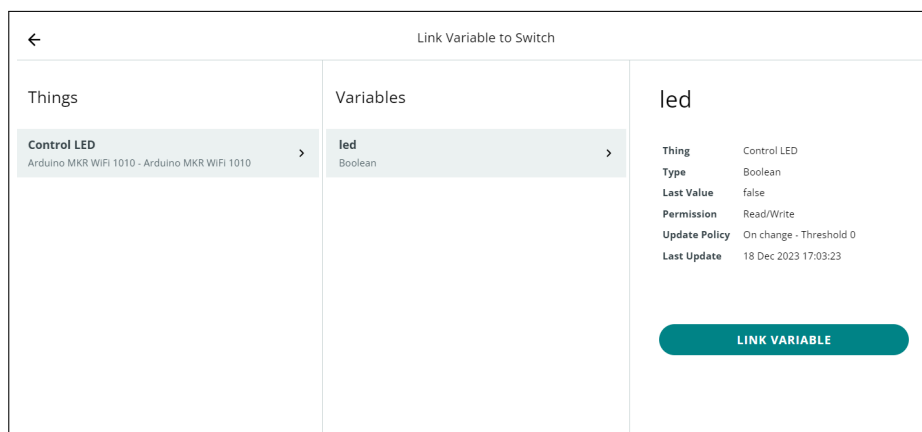 Link Variable to Switch
Things
Control LED
Arduino MKR WiFi 1010 - Arduino MKR WiFi 1010
Variables
led
Boolean
led
Thing Control LED
Type Boolean
Last Value false
Permission Read/Write
Update Policy On change - Threshold 0
Last Update 18 Dec 2023 17:03:23
LINK VARIABLE